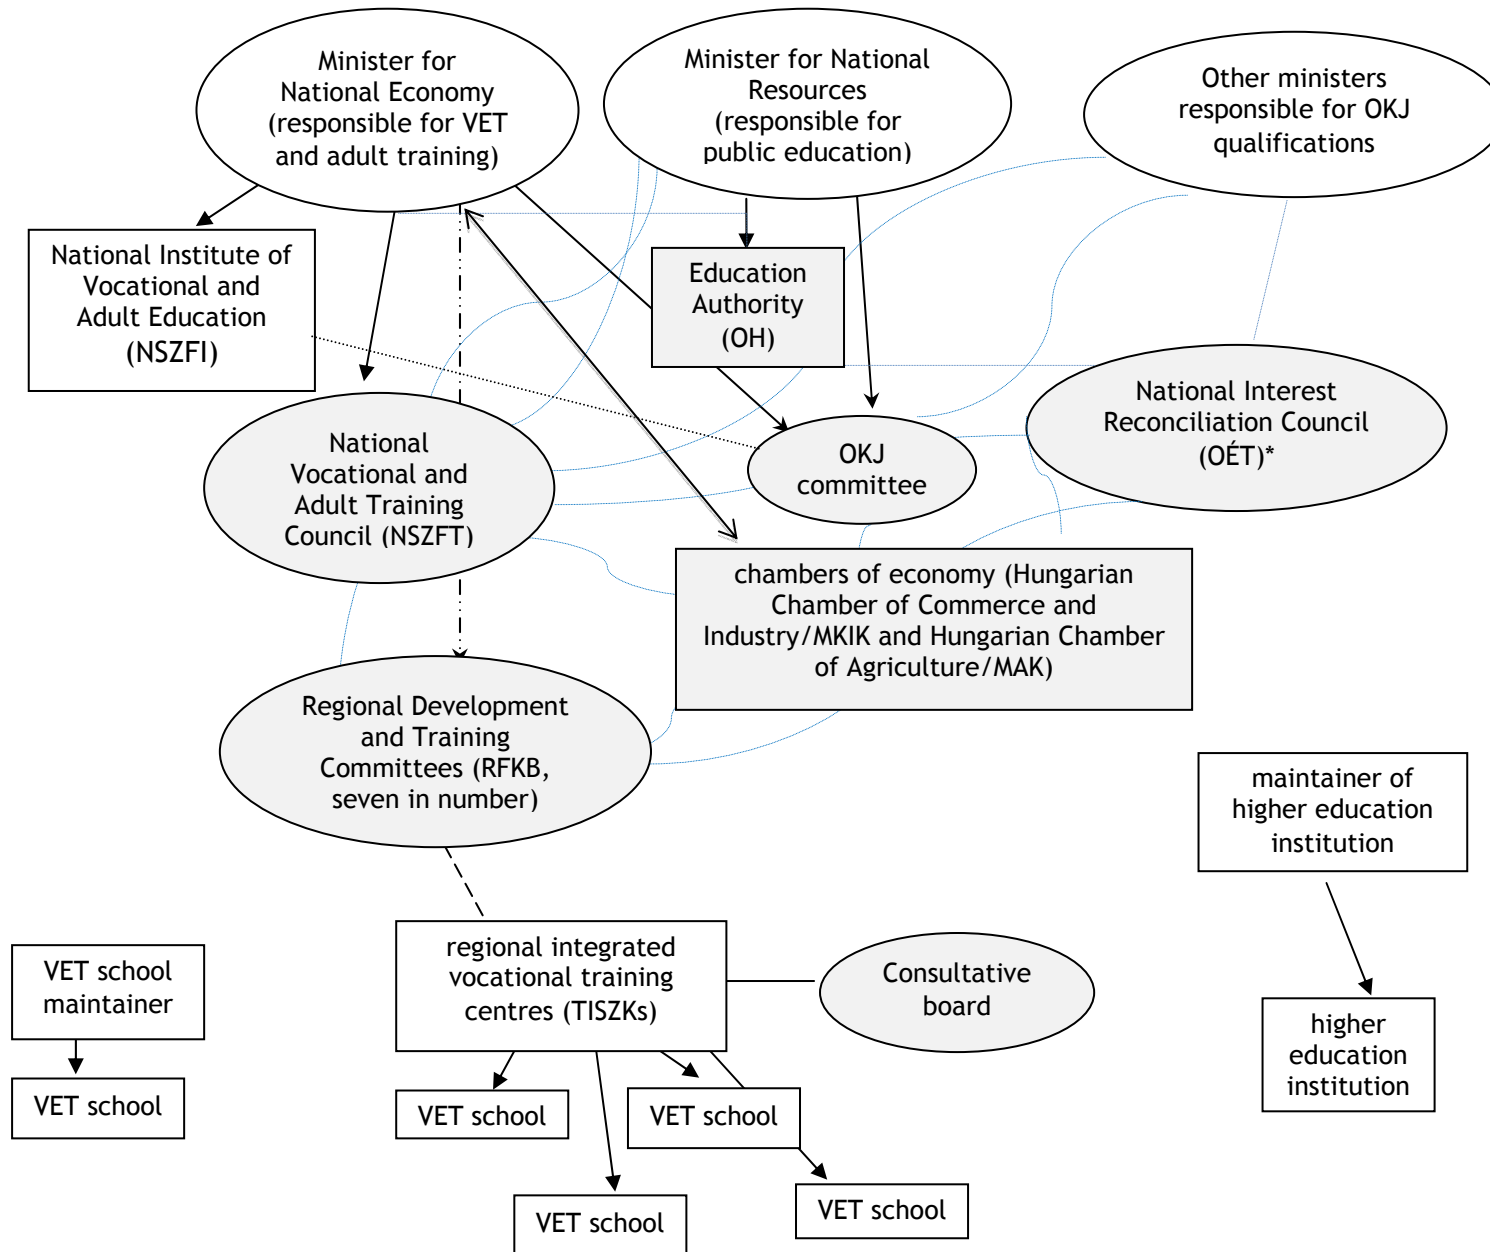 Minister for
National Economy
(responsible for VET
and adult training)
Minister for National
Resources
(responsible for
public education)
Other ministers
responsible for OKJ
qualifications
National Institute of
Vocational and
Adult Education
(NSZFI)
Education
Authority
(OH)
National Interest
Reconciliation Council
(OÉT)*
National
Vocational and
Adult Training
Council (NSZFT)
OKJ
committee
chambers of economy (Hungarian
Chamber of Commerce and
Industry/MKIK and Hungarian Chamber
of Agriculture/MAK)
Regional Development
and Training
Committees (RFKB,
seven in number)
maintainer of
higher education
institution
VET school
maintainer
regional integrated
vocational training
centres (TISZKs)
Consultative
board
higher
education
institution
VET school
VET school
VET school
VET school
VET school